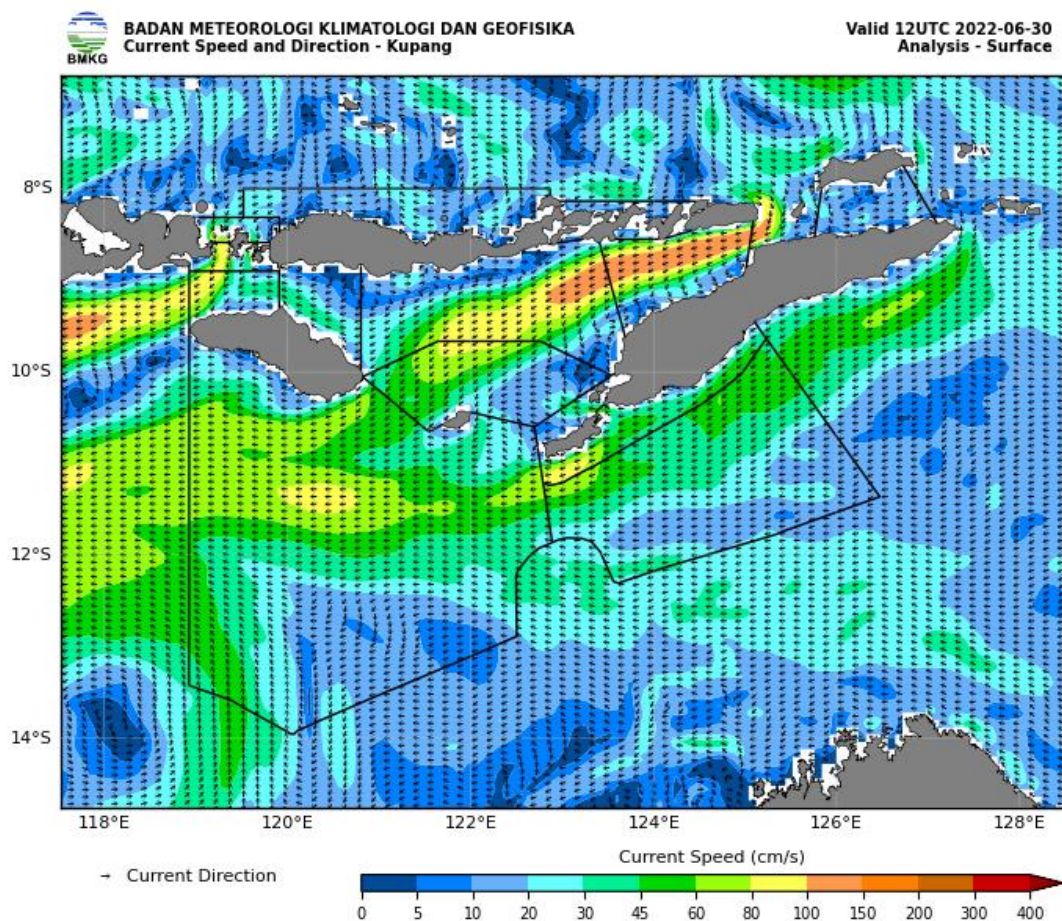 BMKG
BADAN METEOROLOGI KLIMATOLOGI DAN GEOFISIKA
Current Speed and Direction - Kupang
Valid 12UTC 2022-06-30
Analysis - Surface
8°S
10°S
12°S
14°S
118°E 120°E 122°E 124°E 126°E 128°E
Current Speed (cm/s)
→ Current Direction
0 5 10 20 30 45 60 80 100 150 200 300 400